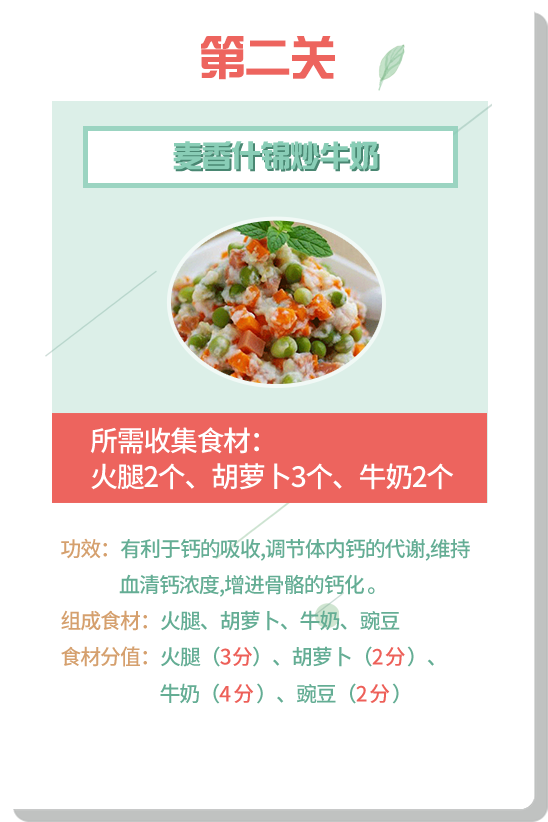 第二关
麦香什锦炒牛奶
所需收集食材：
火腿2个、胡萝卜3个、牛奶2个
功效：有利于钙的吸收,调节体内钙的代谢,维持
血清钙浓度,增进骨骼的钙化。
组成食材：火腿、胡萝卜、牛奶、豌豆
食材分值：火腿（3分）、胡萝卜（2分）、
牛奶（4分）、豌豆（2分）